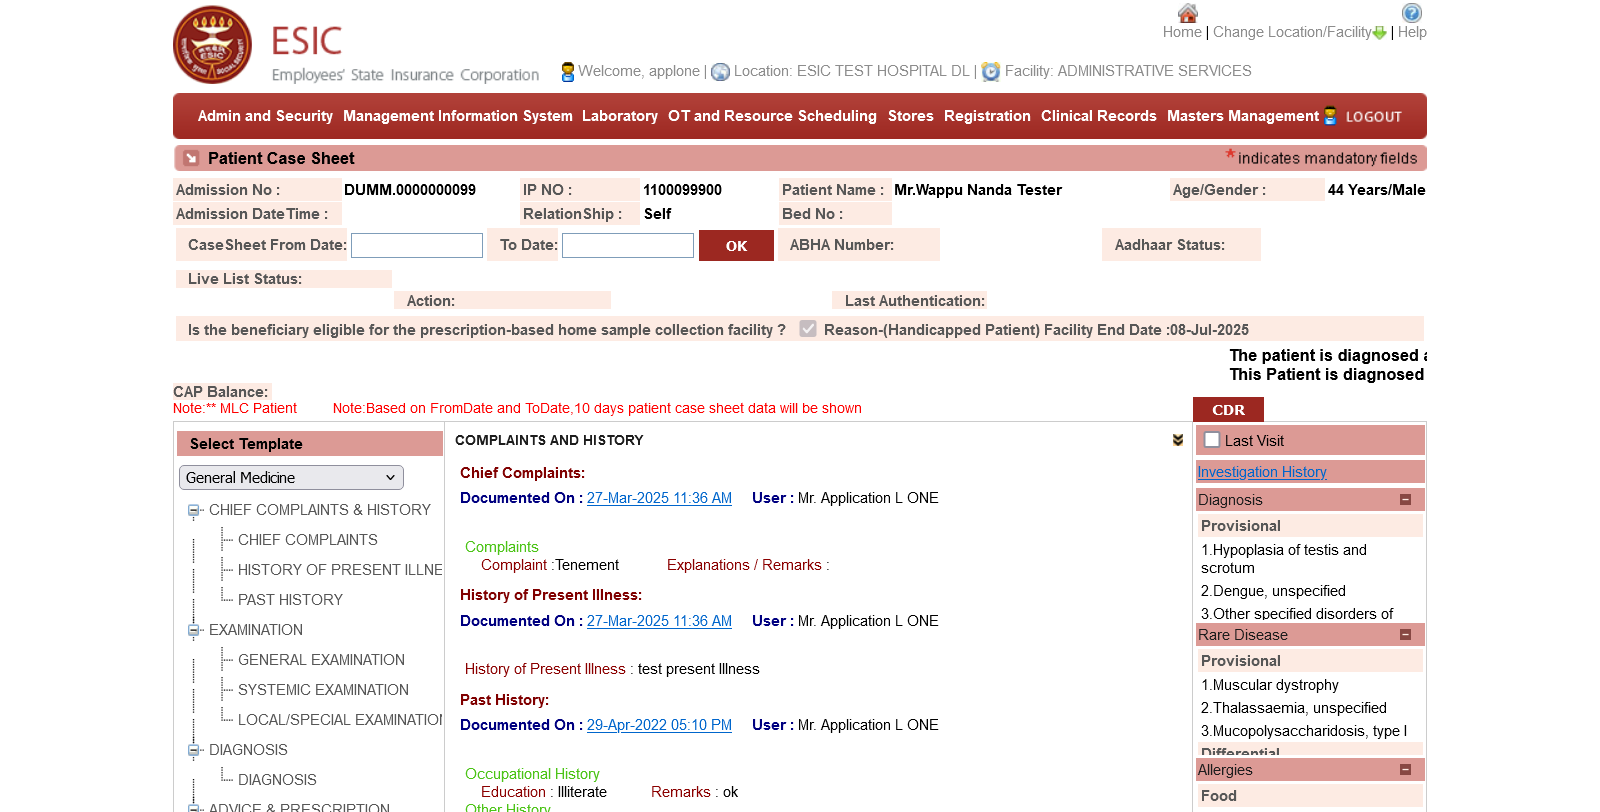 ESIC
Employees' State Insurance Corporation
Welcome, applone | Location: ESIC TEST HOSPITAL DL | Facility: ADMINISTRATIVE SERVICES
Home | Change Location/Facility | Help
Admin and Security Management Information System Laboratory OT and Resource Scheduling Stores Registration Clinical Records Masters Management LOGOUT
Patient Case Sheet
*indicates mandatory fields
Admission No : DUMM.0000000099 IP NO : 1100099900 Patient Name : Mr.Wappu Nanda Tester Age/Gender : 44 Years/Male
Admission DateTime : RelationShip : Self Bed No :
CaseSheet From Date: To Date: OK ABHA Number: Aadhaar Status:
Live List Status:
Action: Last Authentication:
Is the beneficiary eligible for the prescription-based home sample collection facility ? Reason-(Handicapped Patient) Facility End Date :08-Jul-2025
The patient is diagnosed
This Patient is diagnosed
CAP Balance:
Note:** MLC Patient Note:Based on FromDate and ToDate,10 days patient case sheet data will be shown
CDR
Select Template
General Medicine
CHIEF COMPLAINTS & HISTORY
CHIEF COMPLAINTS
HISTORY OF PRESENT ILLNE
PAST HISTORY
EXAMINATION
GENERAL EXAMINATION
SYSTEMIC EXAMINATION
LOCAL/SPECIAL EXAMINATION
DIAGNOSIS
DIAGNOSIS
ADVICE & PRESCRIPTION
COMPLAINTS AND HISTORY
Chief Complaints:
Documented On : 27-Mar-2025 11:36 AM User : Mr. Application L ONE
Complaints
Complaint :Tenement Explanations / Remarks :
History of Present Illness:
Documented On : 27-Mar-2025 11:36 AM User : Mr. Application L ONE
History of Present Illness : test present Illness
Past History:
Documented On : 29-Apr-2022 05:10 PM User : Mr. Application L ONE
Occupational History
Education : Illiterate Remarks : ok
Other History
Last Visit
Investigation History
Diagnosis
Provisional
1.Hypoplasia of testis and
scrotum
2.Dengue, unspecified
3.Other specified disorders of
Rare Disease
Provisional
1.Muscular dystrophy
2.Thalassaemia, unspecified
3.Mucopolysaccharidosis, type I
Differential
Allergies
Food